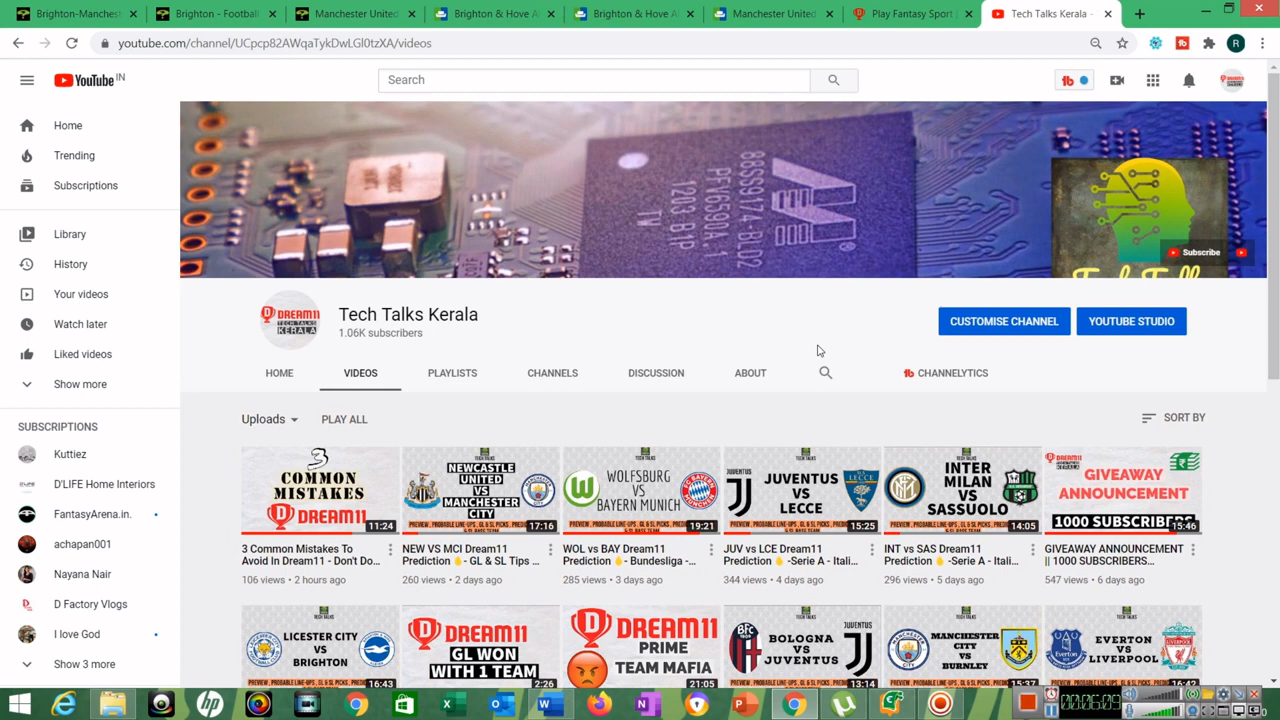 Brighton-Manchester
Brighton - Football
Manchester United
Brighton & Hove A
Brighton & Hove A
Manchester United
Play Fantasy Sport
Tech Talks Kerala -
youtube.com/channel/UCpcp82AWqaTykDwLGl0tzXA/videos
R
YouTube IN
Search
Home
Trending
Subscriptions
Library
History
Your videos
Watch later
Liked videos
Show more
SUBSCRIPTIONS
Kuttiez
D'LIFE Home Interiors
FantasyArena.in.
achapan001
Nayana Nair
D Factory Vlogs
I love God
Show 3 more
Subscribe
DREAM11
TECH TALKS
KERALA
Tech Talks Kerala
1.06K subscribers
CUSTOMISE CHANNEL
YOUTUBE STUDIO
HOME
VIDEOS
PLAYLISTS
CHANNELS
DISCUSSION
ABOUT
CHANNELYTICS
Uploads
PLAY ALL
SORT BY
3
COMMON
MISTAKES
DREAM11
11:24
NEWCASTLE
UNITED
VS
MANCHESTER
CITY
17:16
WOLFSBURG
VS
BAYERN MUNICH
19:21
JUVENTUS
VS
LECCE
15:25
INTER
MILAN
VS
SASSUOLO
14:05
GIVEAWAY
ANNOUNCEMENT
1000 SUBSCRIBERS
15:46
3 Common Mistakes To
Avoid In Dream11 - Don't Do...
106 views • 2 hours ago
NEW VS MCI Dream11
Prediction - GL & SL Tips ...
260 views • 2 days ago
WOL vs BAY Dream11
Prediction - Bundesliga -...
285 views • 3 days ago
JUV vs LCE Dream11
Prediction -Serie A - Itali...
344 views • 4 days ago
INT vs SAS Dream11
Prediction -Serie A - Itali...
296 views • 5 days ago
GIVEAWAY ANNOUNCEMENT
|| 1000 SUBSCRIBERS...
547 views • 6 days ago
LICESTER CITY
VS
BRIGHTON
16:43
DREAM11
GL WON
WITH 1 TEAM
2:26
DREAM11
PRIME
TEAM MAFIA
21:05
BOLOGNA
VS
JUVENTUS
13:14
MANCHESTER
CITY
VS
BURNLEY
15:37
EVERTON
VS
LIVERPOOL
16:42